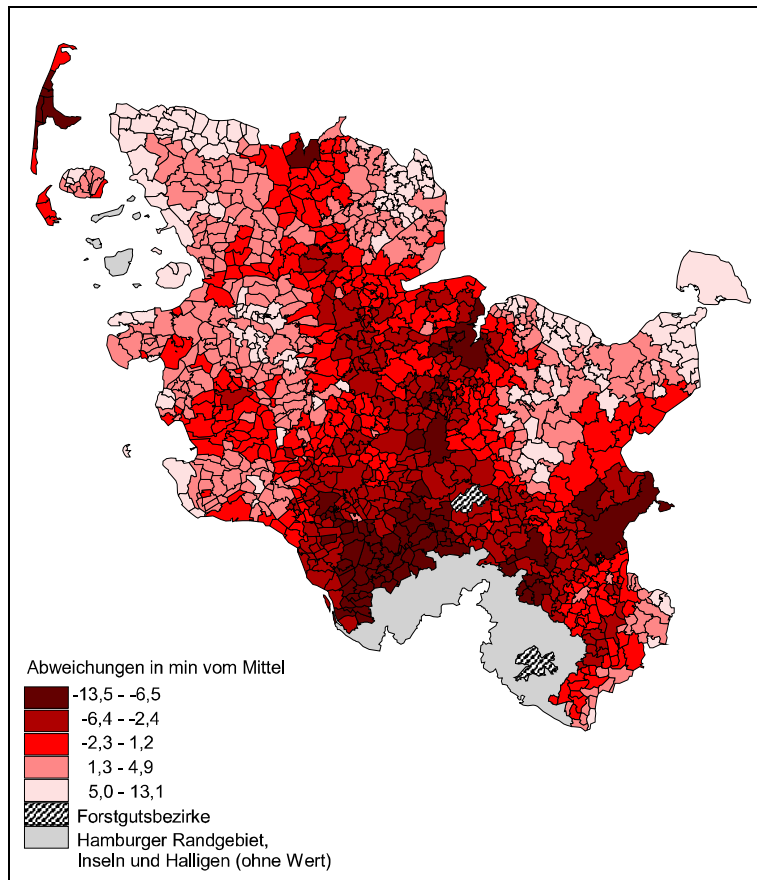 Abweichungen in min vom Mittel
-13,5 - -6,5
-6,4 - -2,4
-2,3 - 1,2
1,3 - 4,9
5,0 - 13,1
Forstgutsbezirke
Hamburger Randgebiet,
Inseln und Halligen (ohne Wert)